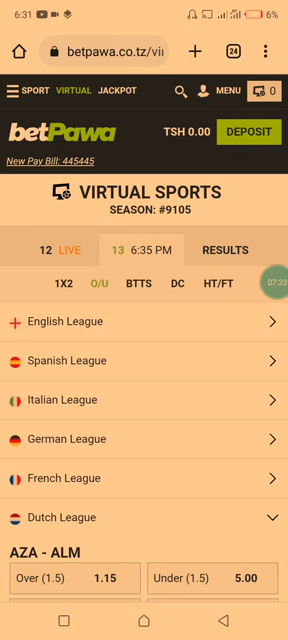 6:31 6%
betpawa.co.tz/vi 24
SPORT VIRTUAL JACKPOT MENU 0
betPawa TSH 0.00 DEPOSIT
New Pay Bill: 445445
VIRTUAL SPORTS
SEASON: #9105
12 LIVE 13 6:35 PM RESULTS
1X2 O/U BTTS DC HT/FT
07:23
English League
Spanish League
Italian League
German League
French League
Dutch League
AZA - ALM
Over (1.5) 1.15 Under (1.5) 5.00